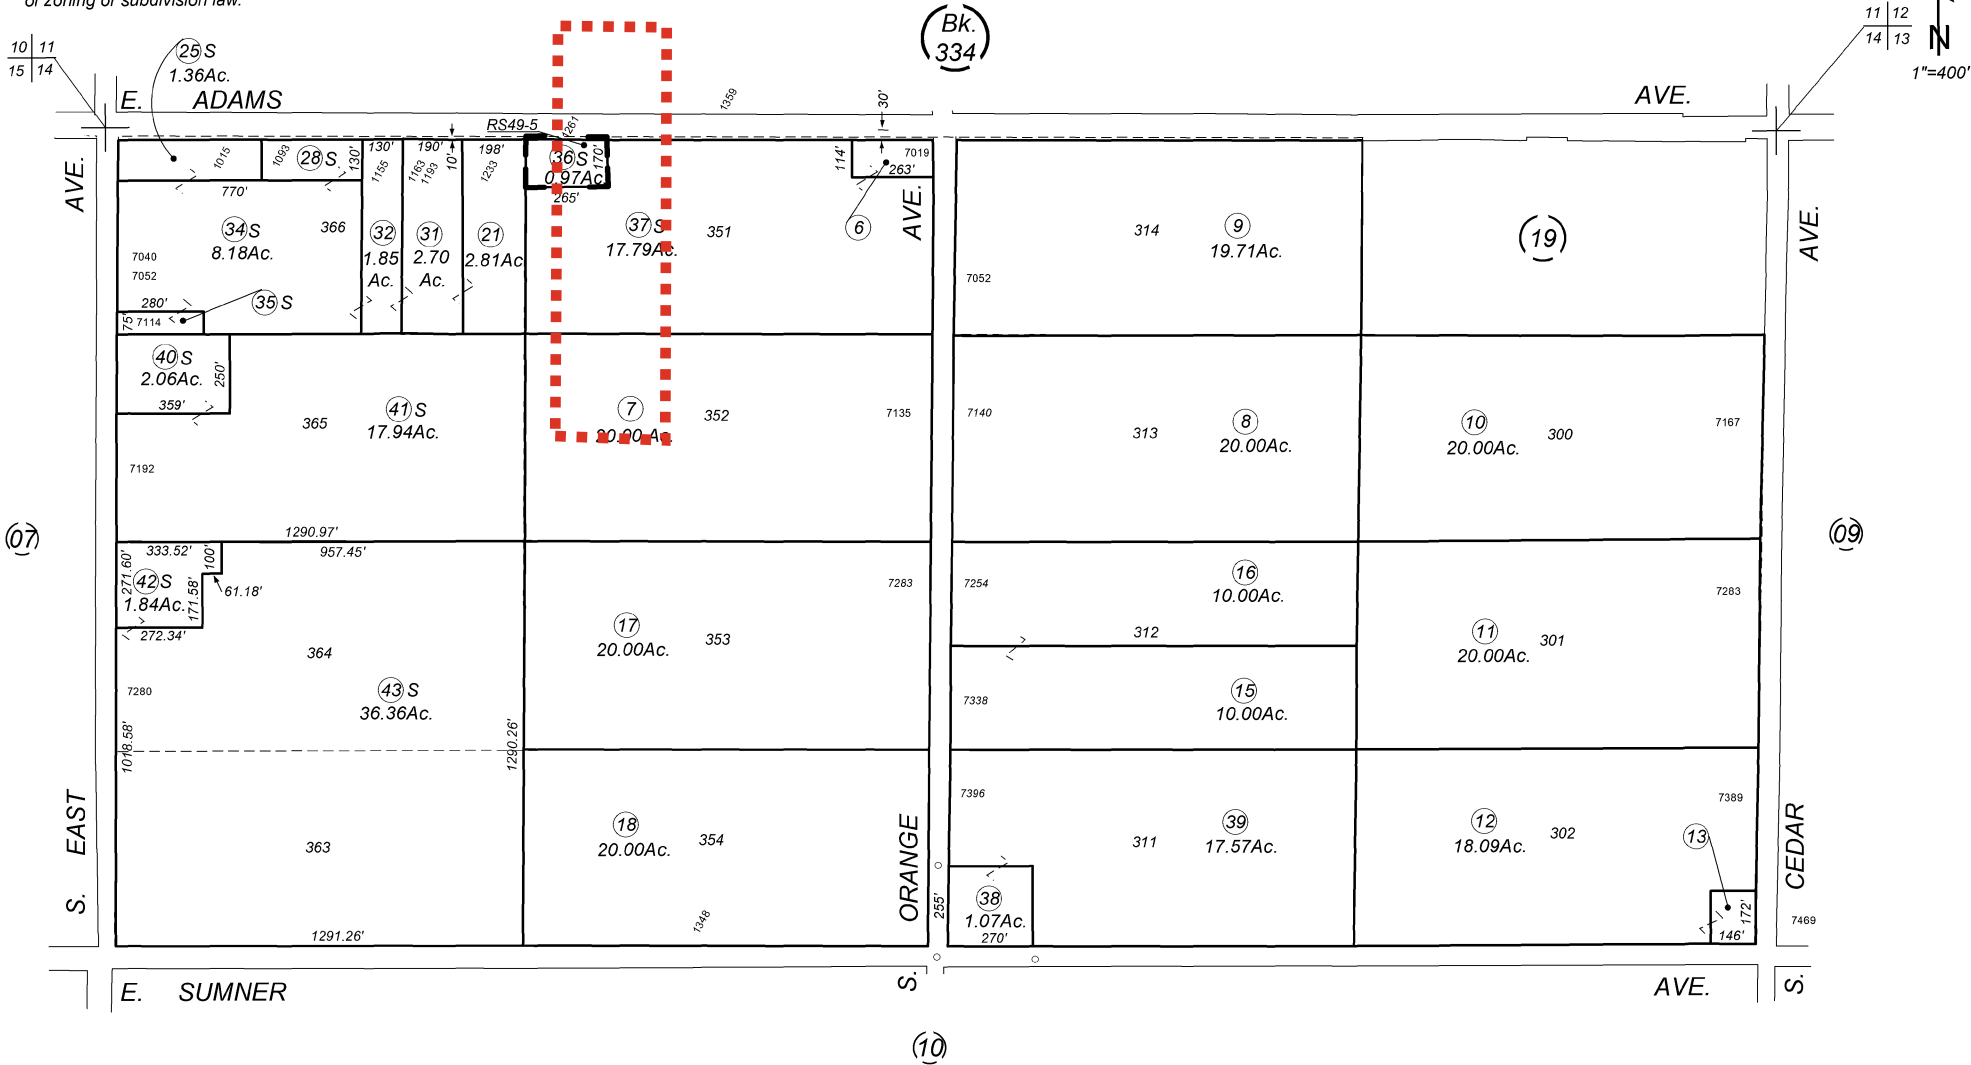 or zoning or subdivision law.
10 11
15 14
25 S
1.36Ac.
Bk.
334
11 12
14 13
N
1"=400'
E. ADAMS
AVE.
1359
30'
RS49-5
1261
AVE.
1015
1093
28 S
130'
130'
1155
190'
1163
1193
10'
198'
1233
36 S
170'
0.97Ac.
265'
114'
7019
263'
6
770'
34 S
8.18Ac.
366
7040
7052
32
1.85
Ac.
31
2.70
Ac.
21
2.81Ac.
37 S
17.79Ac.
351
AVE.
314
9
19.71Ac.
7052
19
AVE.
280'
75'
7114
35 S
40 S
2.06Ac.
250'
359'
365
41 S
17.94Ac.
7192
1290.97'
7
20.00 Ac.
352
7135
7140
313
8
20.00Ac.
10
20.00Ac.
300
7167
07
09
333.52'
100'
271.60'
42 S
1.84Ac.
171.58'
61.18'
272.34'
957.45'
364
7280
43 S
36.36Ac.
1018.58'
1290.26'
17
20.00Ac.
353
7283
7254
16
10.00Ac.
312
7338
15
10.00Ac.
11
20.00Ac.
301
7283
363
1291.26'
18
20.00Ac.
354
1348
7396
311
39
17.57Ac.
38
1.07Ac.
270'
255'
12
18.09Ac.
302
7389
13
172'
146'
7469
S. EAST
S. ORANGE
S. CEDAR
E. SUMNER
AVE.
10